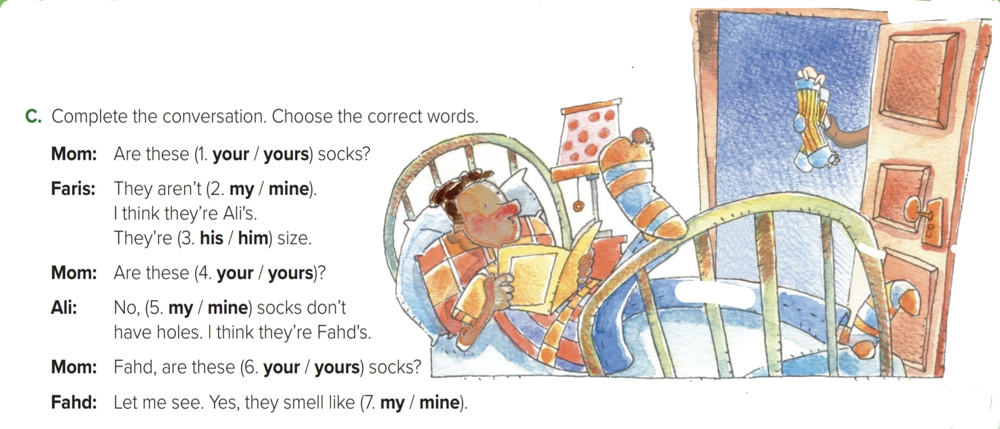 C. Complete the conversation. Choose the correct words.
Mom: Are these (1. your / yours) socks?
Faris: They aren’t (2. my / mine).
I think they’re Ali's.
They’re (3. his / him) size.
Mom: Are these (4. your / yours)?
Ali: No, (5. my / mine) socks don’t
have holes. I think they’re Fahd's.
Mom: Fahd, are these (6. your / yours) socks?
Fahd: Let me see. Yes, they smell like (7. my / mine).